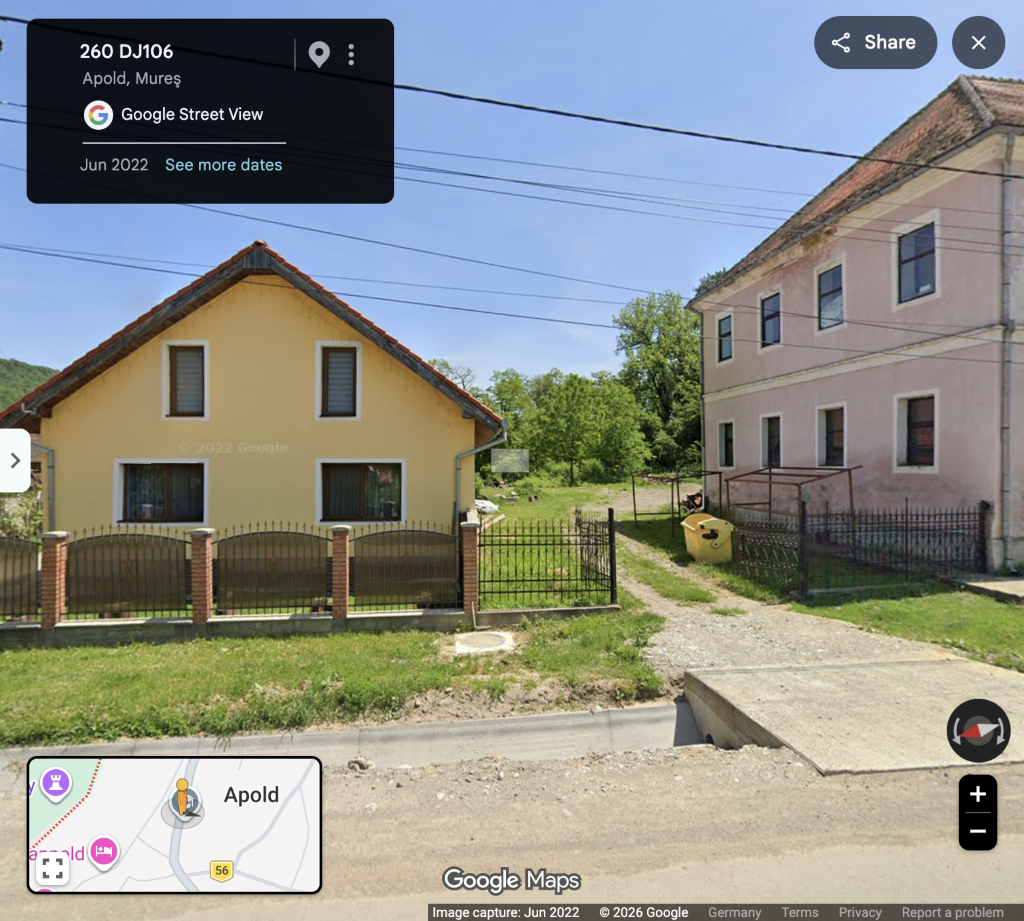 260 DJ106
Apold, Mureș
Google Street View
Jun 2022 See more dates
Share
© 2022 Google
Apold
56
Google Maps
Image capture: Jun 2022 © 2026 Google Germany Terms Privacy Report a problem